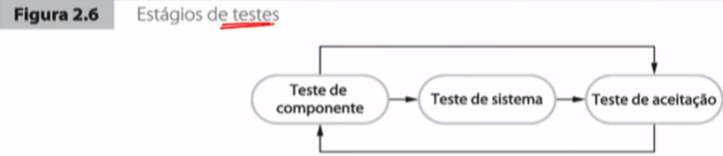 Figura 2.6 Estágios de testes
Teste de
componente
Teste de sistema
Teste de aceitação